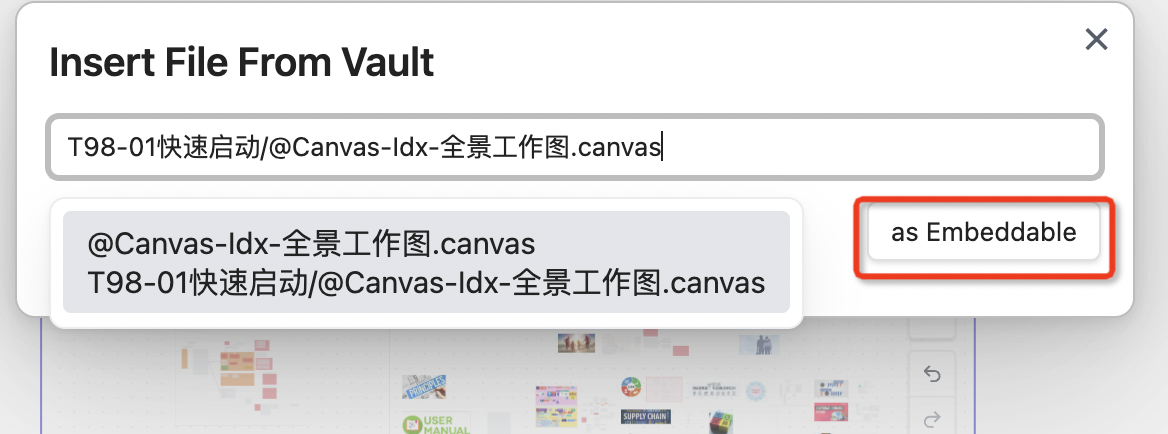 Insert File From Vault
T98-01快速启动/@Canvas-Idx-全景工作图.canvas
@Canvas-Idx-全景工作图.canvas
T98-01快速启动/@Canvas-Idx-全景工作图.canvas
as Embeddable
PRINCIPLES
USER
MANUAL
SUPPLY CHAIN